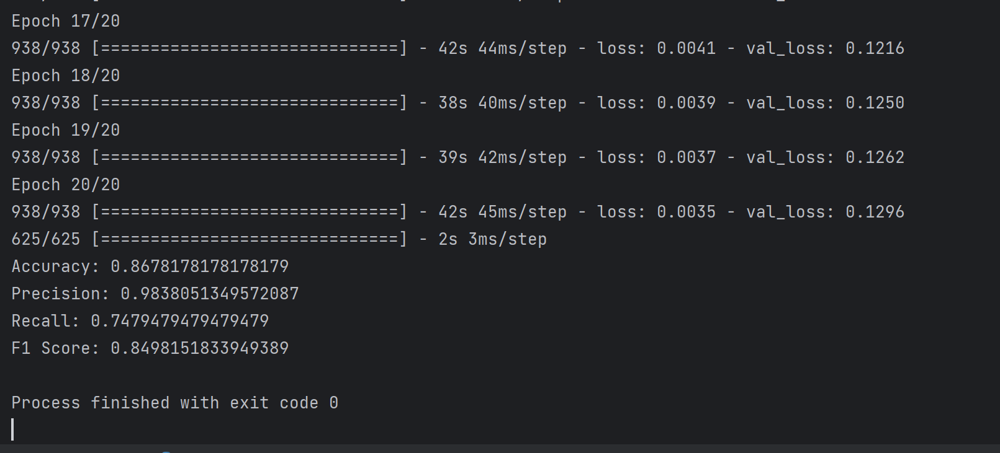 Epoch 17/20
938/938 [==============================] - 42s 44ms/step - loss: 0.0041 - val_loss: 0.1216
Epoch 18/20
938/938 [==============================] - 38s 40ms/step - loss: 0.0039 - val_loss: 0.1250
Epoch 19/20
938/938 [==============================] - 39s 42ms/step - loss: 0.0037 - val_loss: 0.1262
Epoch 20/20
938/938 [==============================] - 42s 45ms/step - loss: 0.0035 - val_loss: 0.1296
625/625 [==============================] - 2s 3ms/step
Accuracy: 0.8678178178178179
Precision: 0.9838051349572087
Recall: 0.7479479479479479
F1 Score: 0.8498151833949389
Process finished with exit code 0